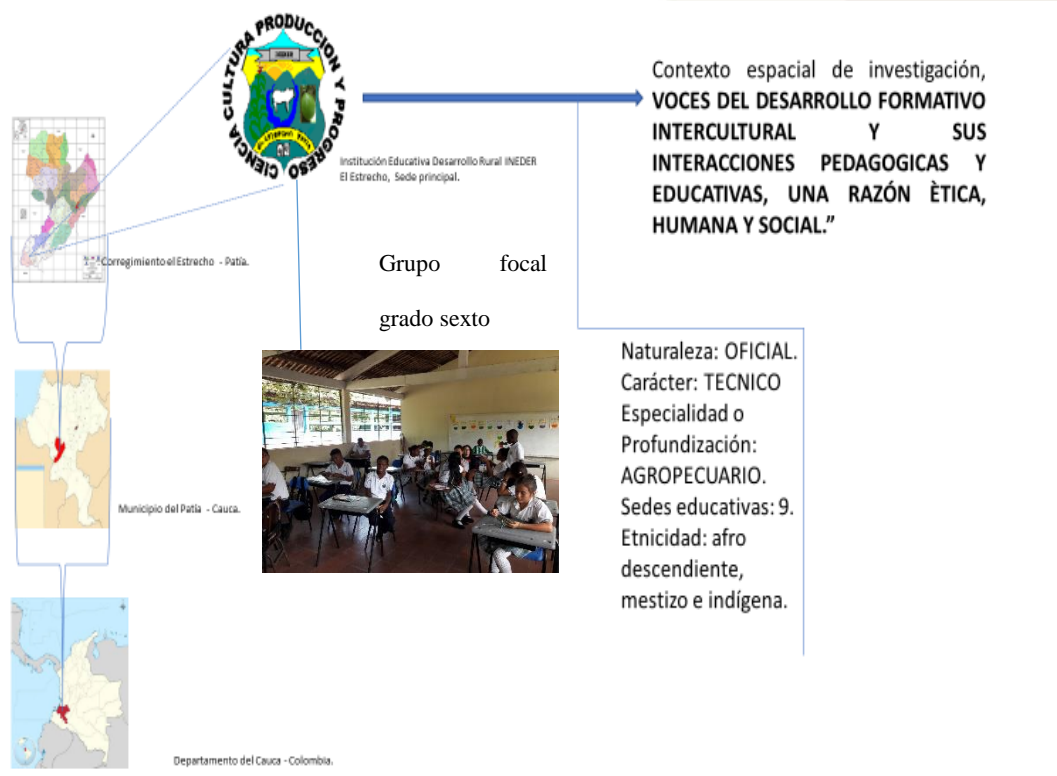 CIENCIA CULTURA PRODUCCION Y PROGRESO
INEDER
Institución Educativa Desarrollo Rural INEDER
El Estrecho, Sede principal.
Contexto espacial de investigación,
VOCES DEL DESARROLLO FORMATIVO
INTERCULTURAL Y SUS
INTERACCIONES PEDAGOGICAS Y
EDUCATIVAS, UNA RAZÓN ÈTICA,
HUMANA Y SOCIAL.”
Corregimiento el Estrecho - Patía.
Grupo focal
grado sexto
Naturaleza: OFICIAL.
Carácter: TECNICO
Especialidad o
Profundización:
AGROPECUARIO.
Sedes educativas: 9.
Etnicidad: afro
descendiente,
mestizo e indígena.
Municipio del Patía - Cauca.
Departamento del Cauca - Colombia.